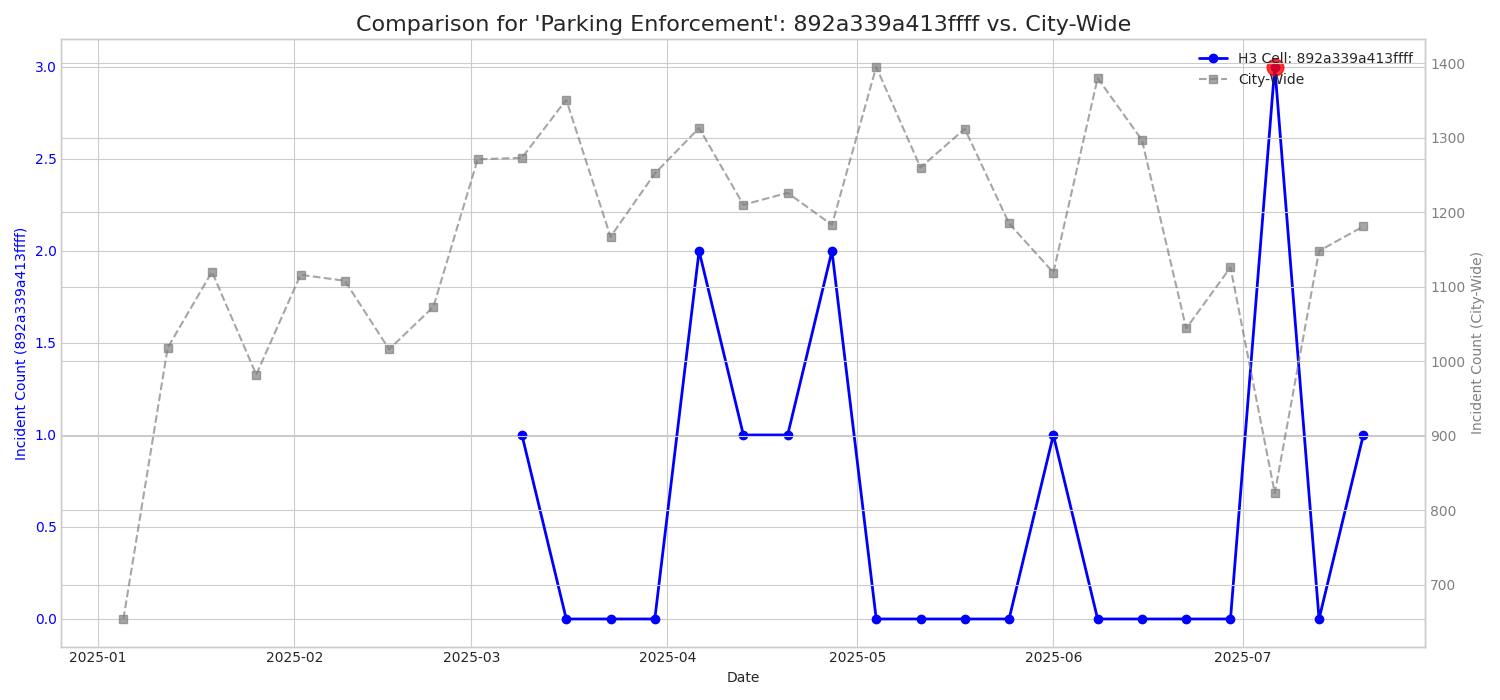 Comparison for 'Parking Enforcement': 892a339a413ffff vs. City-Wide
H3 Cell: 892a339a413ffff
City-Wide
3.0
2.5
2.0
1.5
1.0
0.5
0.0
Incident Count (892a339a413ffff)
1400
1300
1200
1100
1000
900
800
700
Incident Count (City-Wide)
2025-01 2025-02 2025-03 2025-04 2025-05 2025-06 2025-07
Date